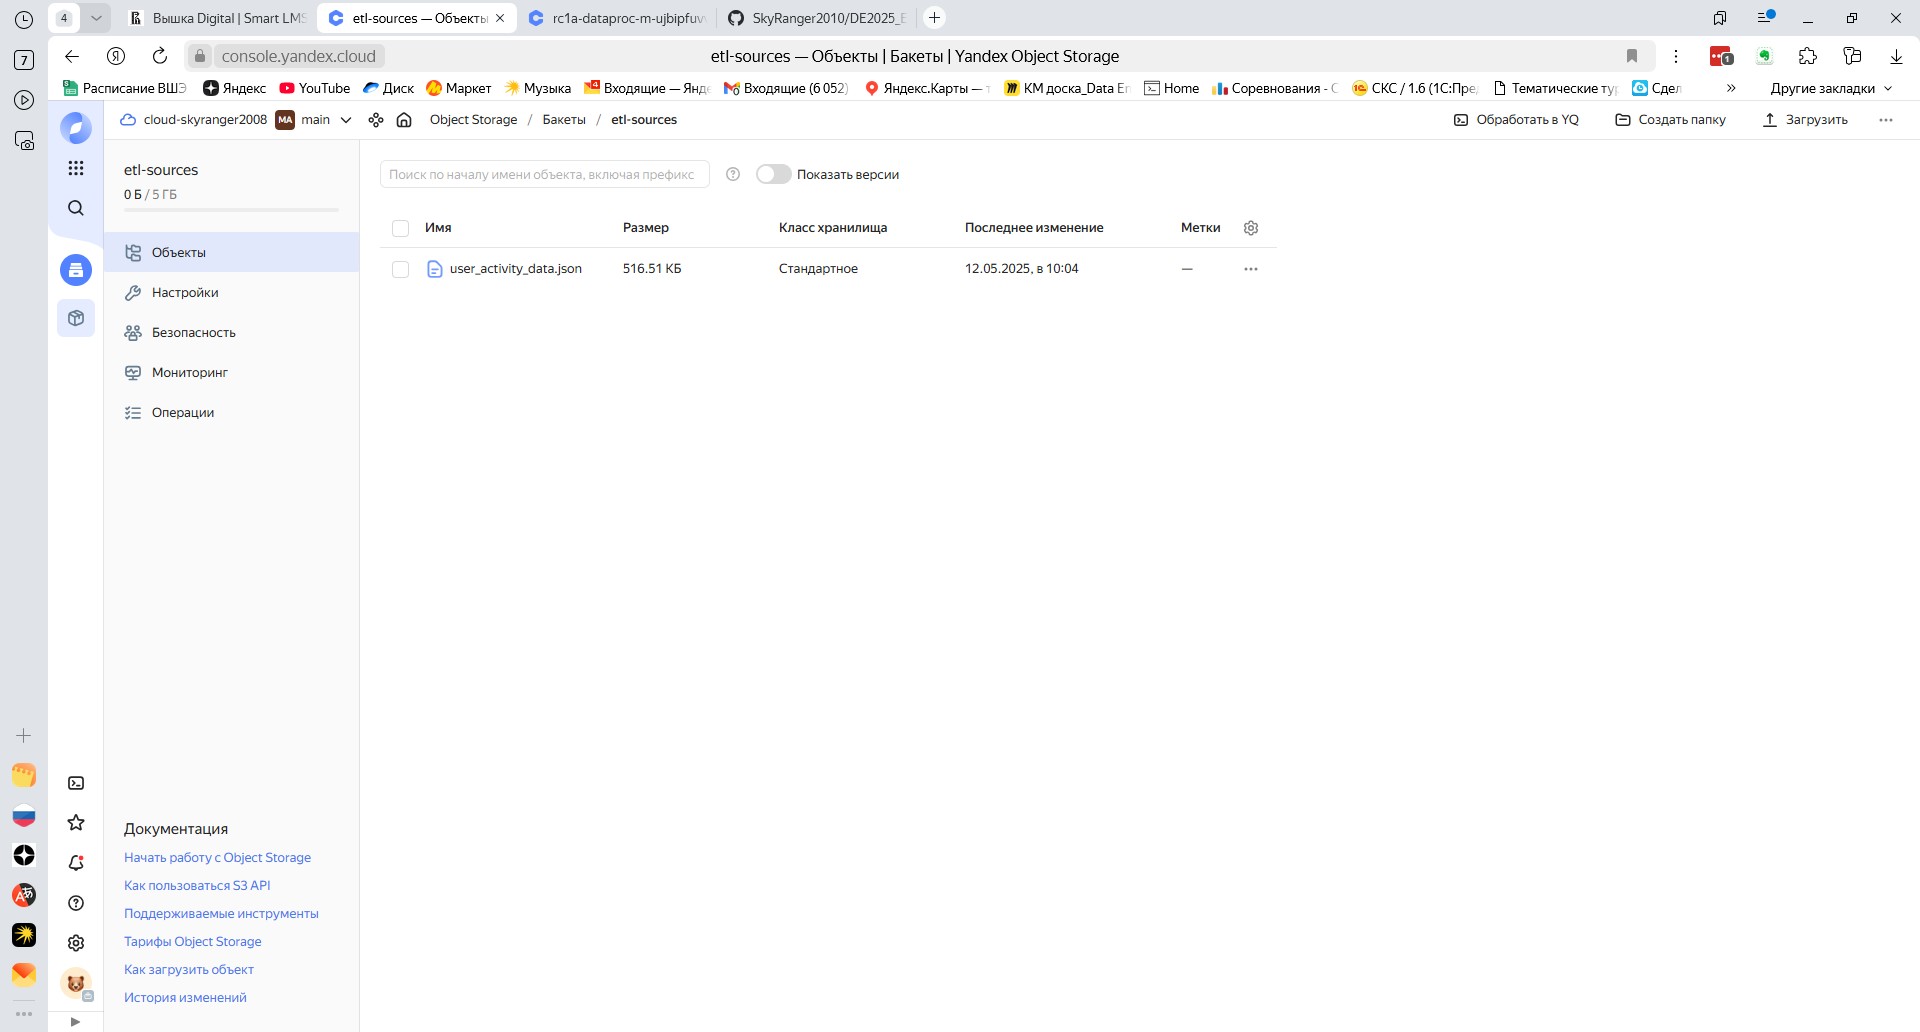 4
Вышка Digital | Smart LMS
etl-sources — Объекты
rc1a-dataproc-m-ujbipfuv
SkyRanger2010/DE2025_E
7
console.yandex.cloud
etl-sources — Объекты | Бакеты | Yandex Object Storage
1
Расписание ВШЭ
Яндекс
YouTube
Диск
Маркет
Музыка
4 Входящие — Янде
Входящие (6 052)
Яндекс.Карты — т
КМ доска_Data En
Home
Соревнования - С
СКС / 1.6 (1С:Пре
Тематические тур
Сдел
»
Другие закладки
cloud-skyranger2008
MA
main
Object Storage / Бакеты / etl-sources
Обработать в YQ
Создать папку
Загрузить
etl-sources
0 Б / 5 ГБ
Объекты
Настройки
Безопасность
Мониторинг
Операции
Поиск по началу имени объекта, включая префикс
Показать версии
Имя Размер Класс хранилища Последнее изменение Метки
user_activity_data.json 516.51 КБ Стандартное 12.05.2025, в 10:04 —
Документация
Начать работу с Object Storage
Как пользоваться S3 API
Поддерживаемые инструменты
Тарифы Object Storage
Как загрузить объект
История изменений